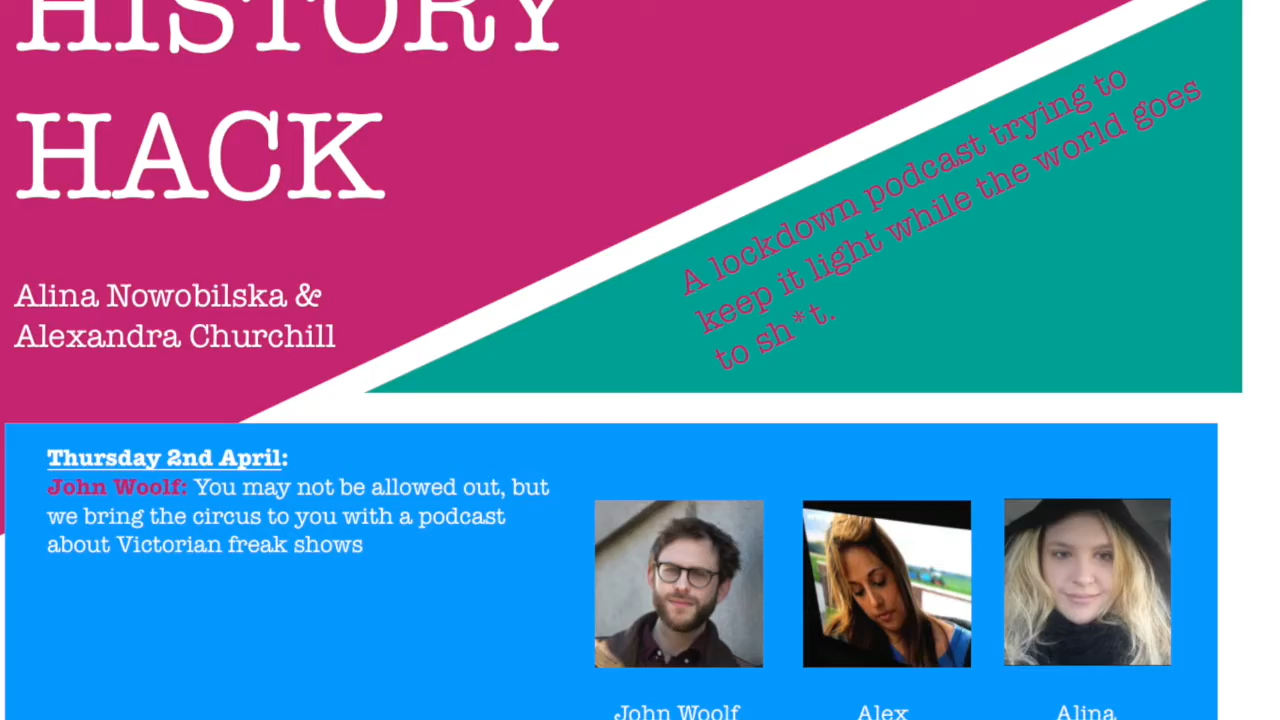 HISTORY
HACK
A lockdown podcast trying to
keep it light while the world goes
to sh*t.
Alina Nowobilska &
Alexandra Churchill
Thursday 2nd April:
John Woolf: You may not be allowed out, but
we bring the circus to you with a podcast
about Victorian freak shows
John Woolf
Alex
Alina